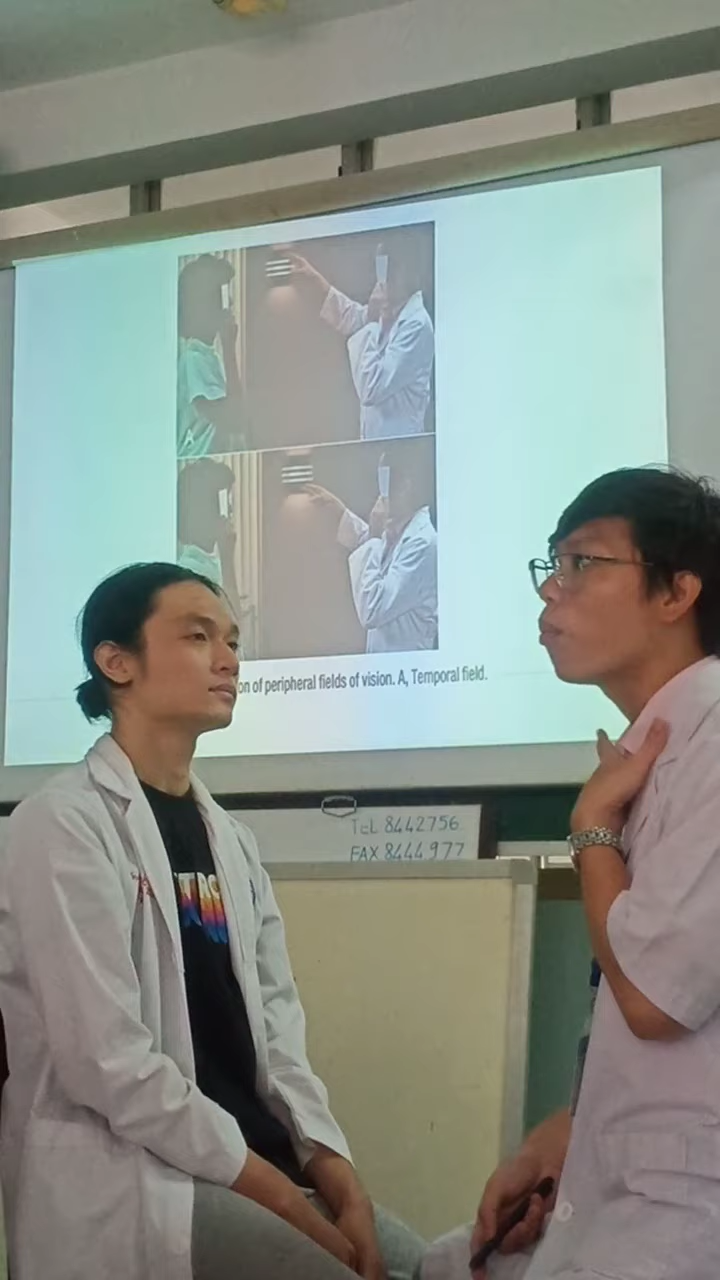 on of peripheral fields of vision. A, Temporal field.
TEL 8442756
FAX 8444977